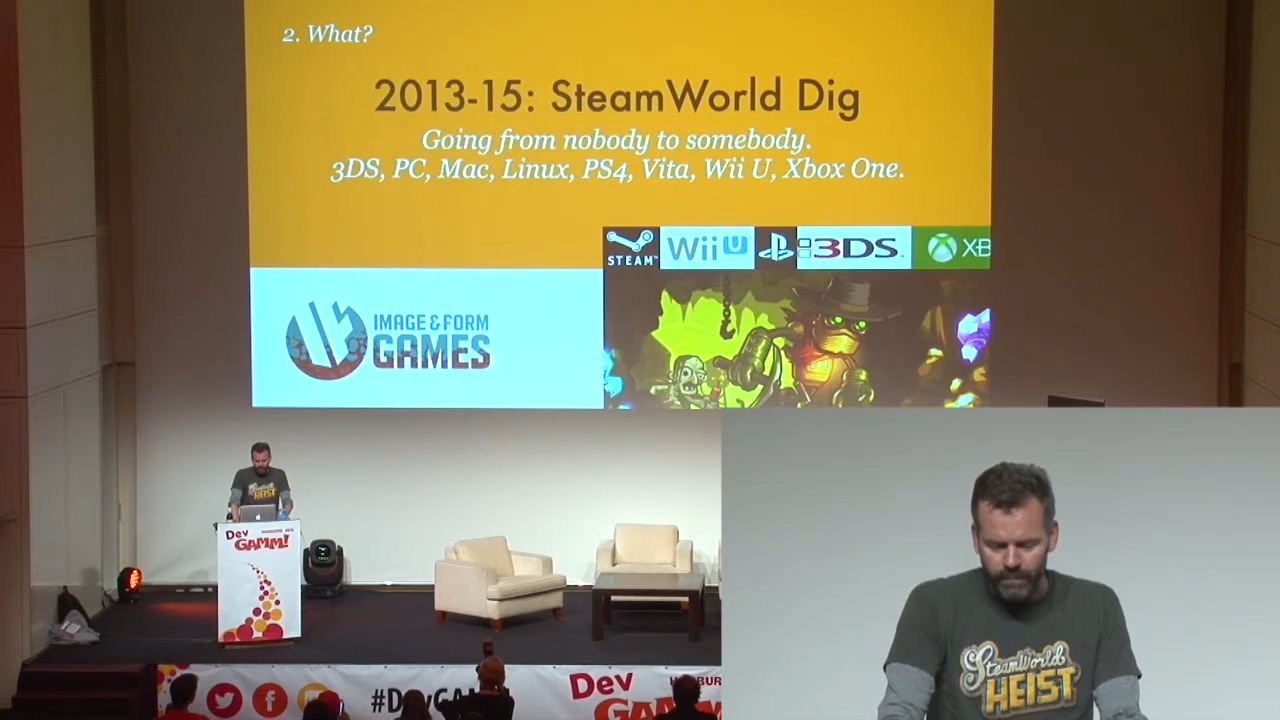 2. What?
2013-15: SteamWorld Dig
Going from nobody to somebody.
3DS, PC, Mac, Linux, PS4, Vita, Wii U, Xbox One.
STEAM
Wii U
3DS
XB
IMAGE & FORM
GAMES
SteamWorld
HEIST
Dev
GAMM!
SteamWorld
HEIST
Dev
GAMM